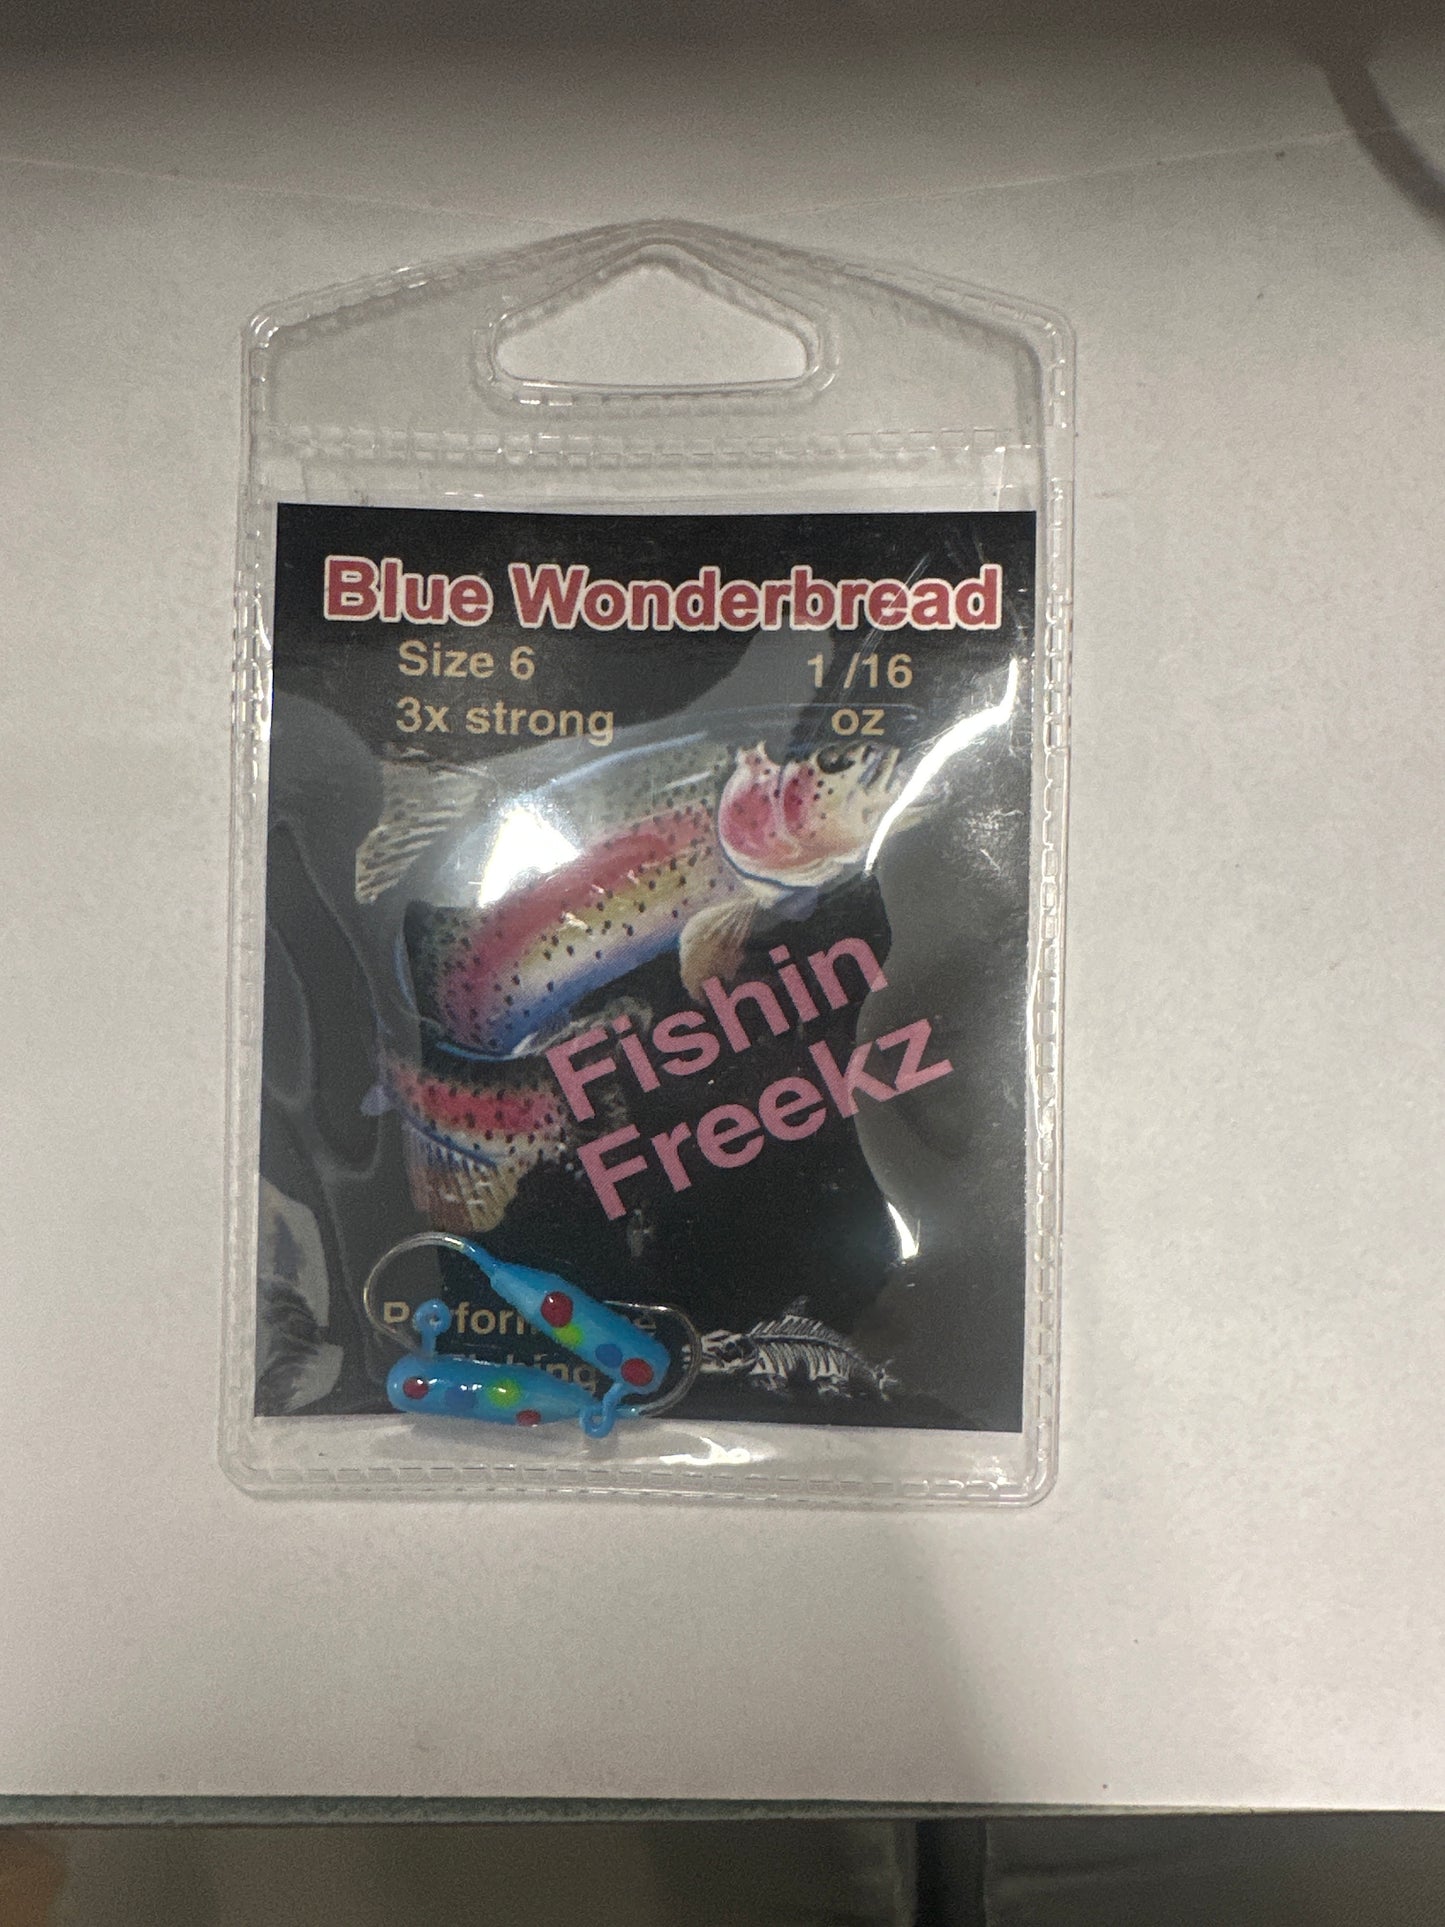 Blue Wonderbread
Size 6
3x strong
1 /16
oz
Fishin
Freekz